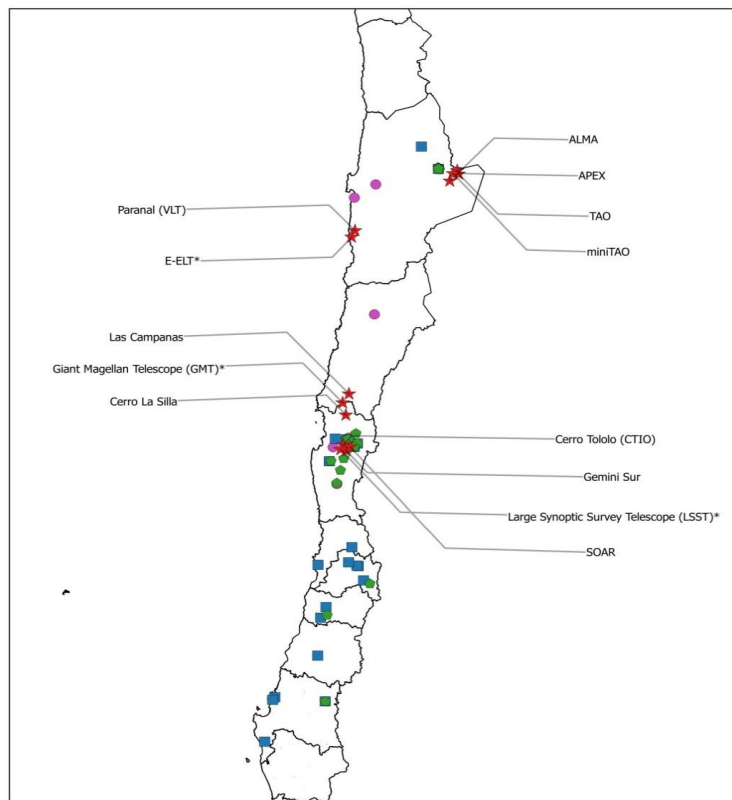 ALMA
APEX
Paranal (VLT)
TAO
miniTAO
E-ELT*
Las Campanas
Giant Magellan Telescope (GMT)*
Cerro La Silla
Cerro Tololo (CTIO)
Gemini Sur
Large Synoptic Survey Telescope (LSST)*
SOAR